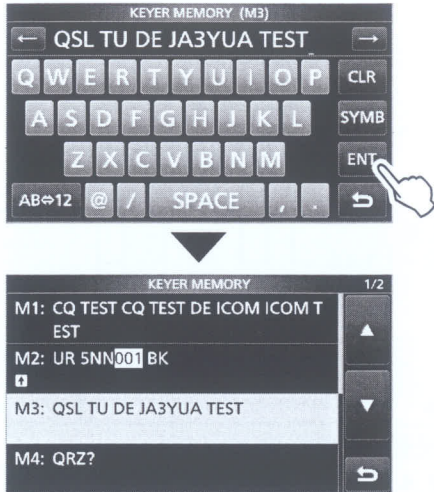 KEYER MEMORY (M3)
← QSL TU DE JA3YUA TEST_ →
Q W E R T Y U I O P CLR
A S D F G H J K L SYMB
Z X C V B N M ENT
AB⇔12 @ / SPACE , .
KEYER MEMORY 1/2
M1: CQ TEST CQ TEST DE ICOM ICOM T
EST
M2: UR 5NN001 BK
M3: QSL TU DE JA3YUA TEST
M4: QRZ?